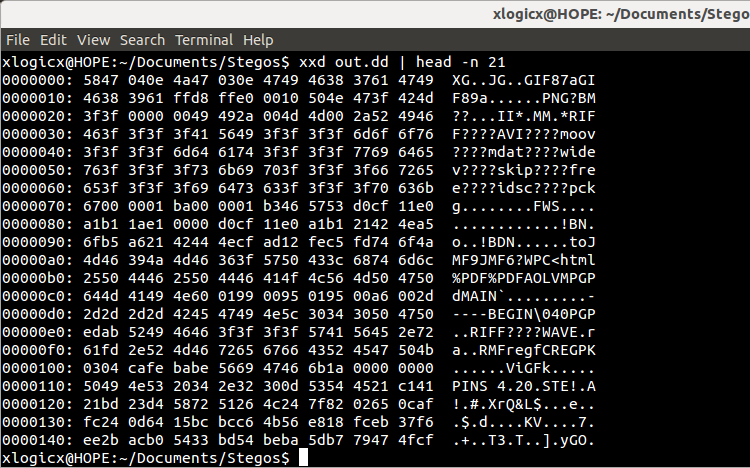 xlogicx@HOPE: ~/Documents/Stego
File Edit View Search Terminal Help
xlogicx@HOPE:~/Documents/Stegos$ xxd out.dd | head -n 21
0000000: 5847 040e 4a47 030e 4749 4638 3761 4749  XG..JG..GIF87aGI
0000010: 4638 3961 ffd8 ffe0 0010 504e 473f 424d  F89a......PNG?BM
0000020: 3f3f 0000 0049 492a 004d 4d00 2a52 4946  ??...II*.MM.*RIF
0000030: 463f 3f3f 3f41 5649 3f3f 3f3f 6d6f 6f76  F????AVI????moov
0000040: 3f3f 3f3f 6d64 6174 3f3f 3f3f 7769 6465  ????mdat????wide
0000050: 763f 3f3f 3f73 6b69 703f 3f3f 3f66 7265  v????skip????fre
0000060: 653f 3f3f 3f69 6473 633f 3f3f 3f70 636b  e????idsc????pck
0000070: 6700 0001 ba00 0001 b346 5753 d0cf 11e0  g........FWS....
0000080: a1b1 1ae1 0000 d0cf 11e0 a1b1 2142 4ea5  ............!BN.
0000090: 6fb5 a621 4244 4ecf ad12 fec5 fd74 6f4a  o..!BDN......toJ
00000a0: 4d46 394a 4d46 363f 5750 433c 6874 6d6c  MF9JMF6?WPC<html
00000b0: 2550 4446 2550 4446 414f 4c56 4d50 4750  %PDF%PDFAOLVMPGP
00000c0: 644d 4149 4e60 0199 0095 0195 00a6 002d  dMAIN`.........-
00000d0: 2d2d 2d2d 4245 4749 4e5c 3034 3050 4750  ----BEGIN\040PGP
00000e0: edab 5249 4646 3f3f 3f3f 5741 5645 2e72  ..RIFF????WAVE.r
00000f0: 61fd 2e52 4d46 7265 6766 4352 4547 504b  a..RMFregfCREGPK
0000100: 0304 cafe babe 5669 4746 6b1a 0000 0000  ......ViGFk.....
0000110: 5049 4e53 2034 2e32 300d 5354 4521 c141  PINS 4.20.STE!.A
0000120: 21bd 23d4 5872 5126 4c24 7f82 0265 0caf  !.#.XrQ&L$...e..
0000130: fc24 0d64 15bc bcc6 4b56 e818 fceb 37f6  .$.d....KV....7.
0000140: ee2b acb0 5433 bd54 beba 5db7 7947 4fcf  .+..T3.T..].yGO.
xlogicx@HOPE:~/Documents/Stegos$